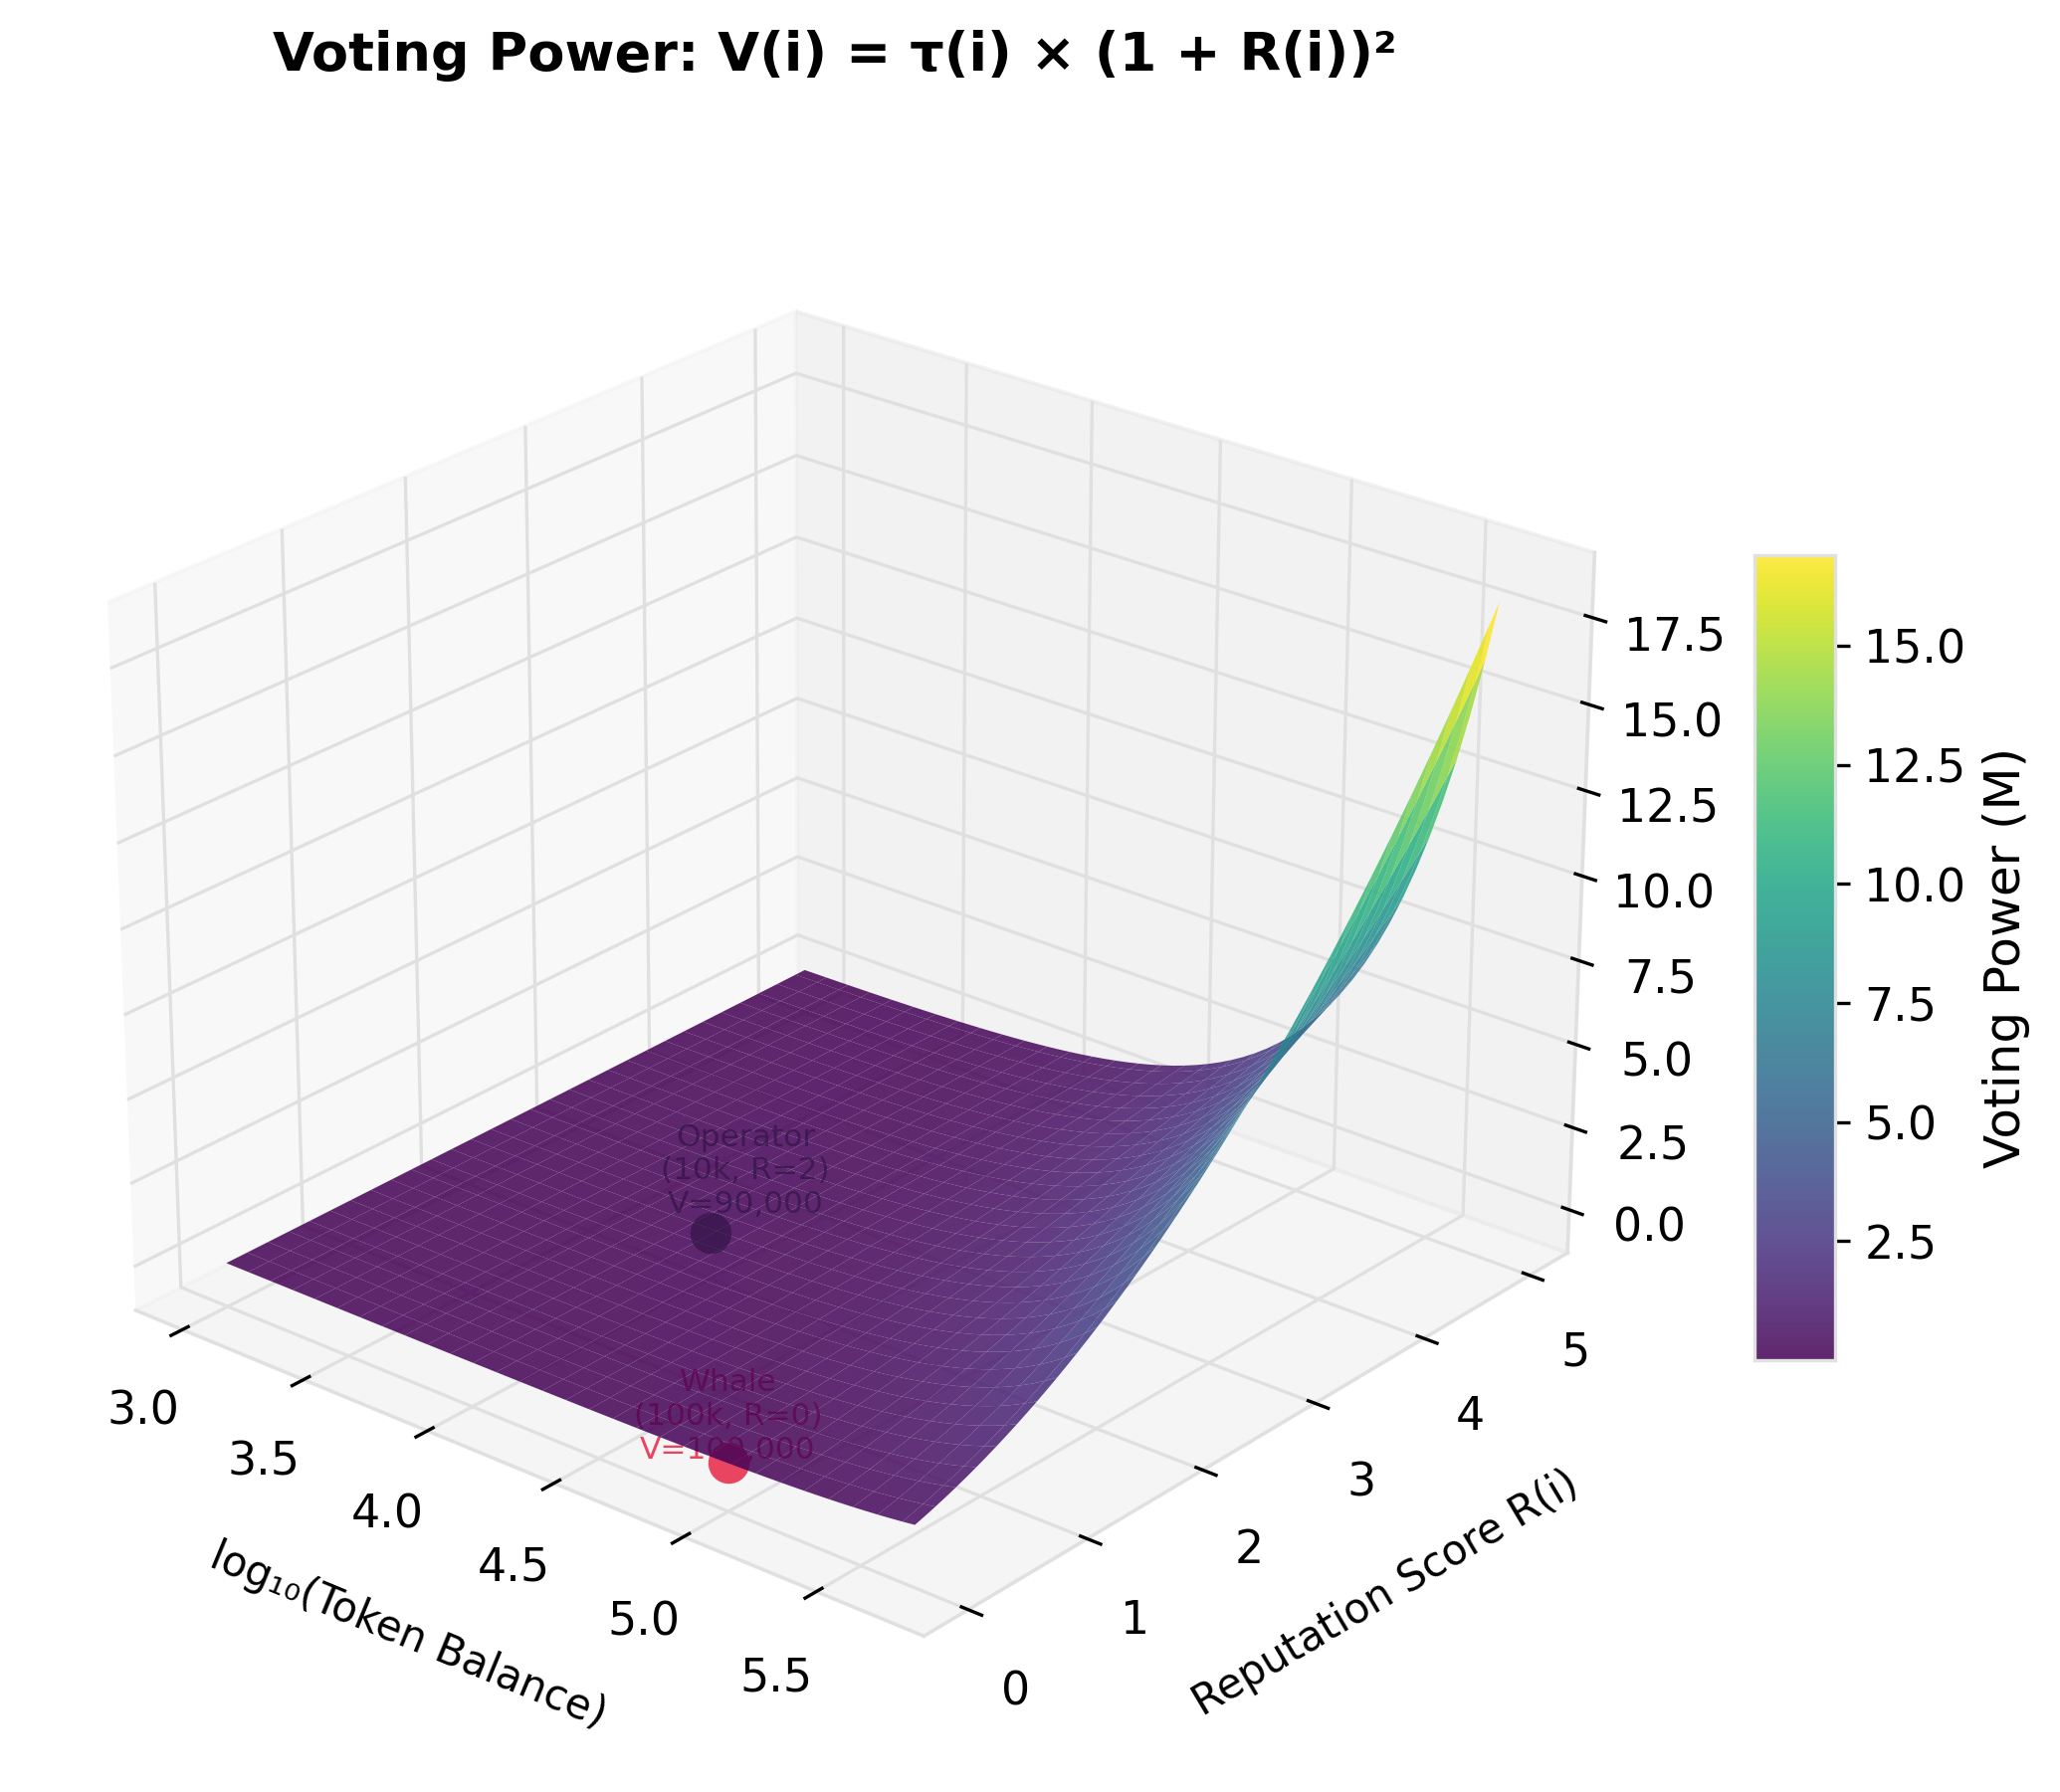 Voting Power: V(i) = τ(i) × (1 + R(i))²
17.5
15.0
12.5
10.0
7.5
5.0
2.5
0.0
15.0
12.5
10.0
7.5
5.0
2.5
Voting Power (M)
Operator
(10k, R=2)
V=90,000
Whale
(100k, R=0)
V=100,000
3.0
3.5
4.0
4.5
5.0
5.5
log₁₀(Token Balance)
0
1
2
3
4
5
Reputation Score R(i)